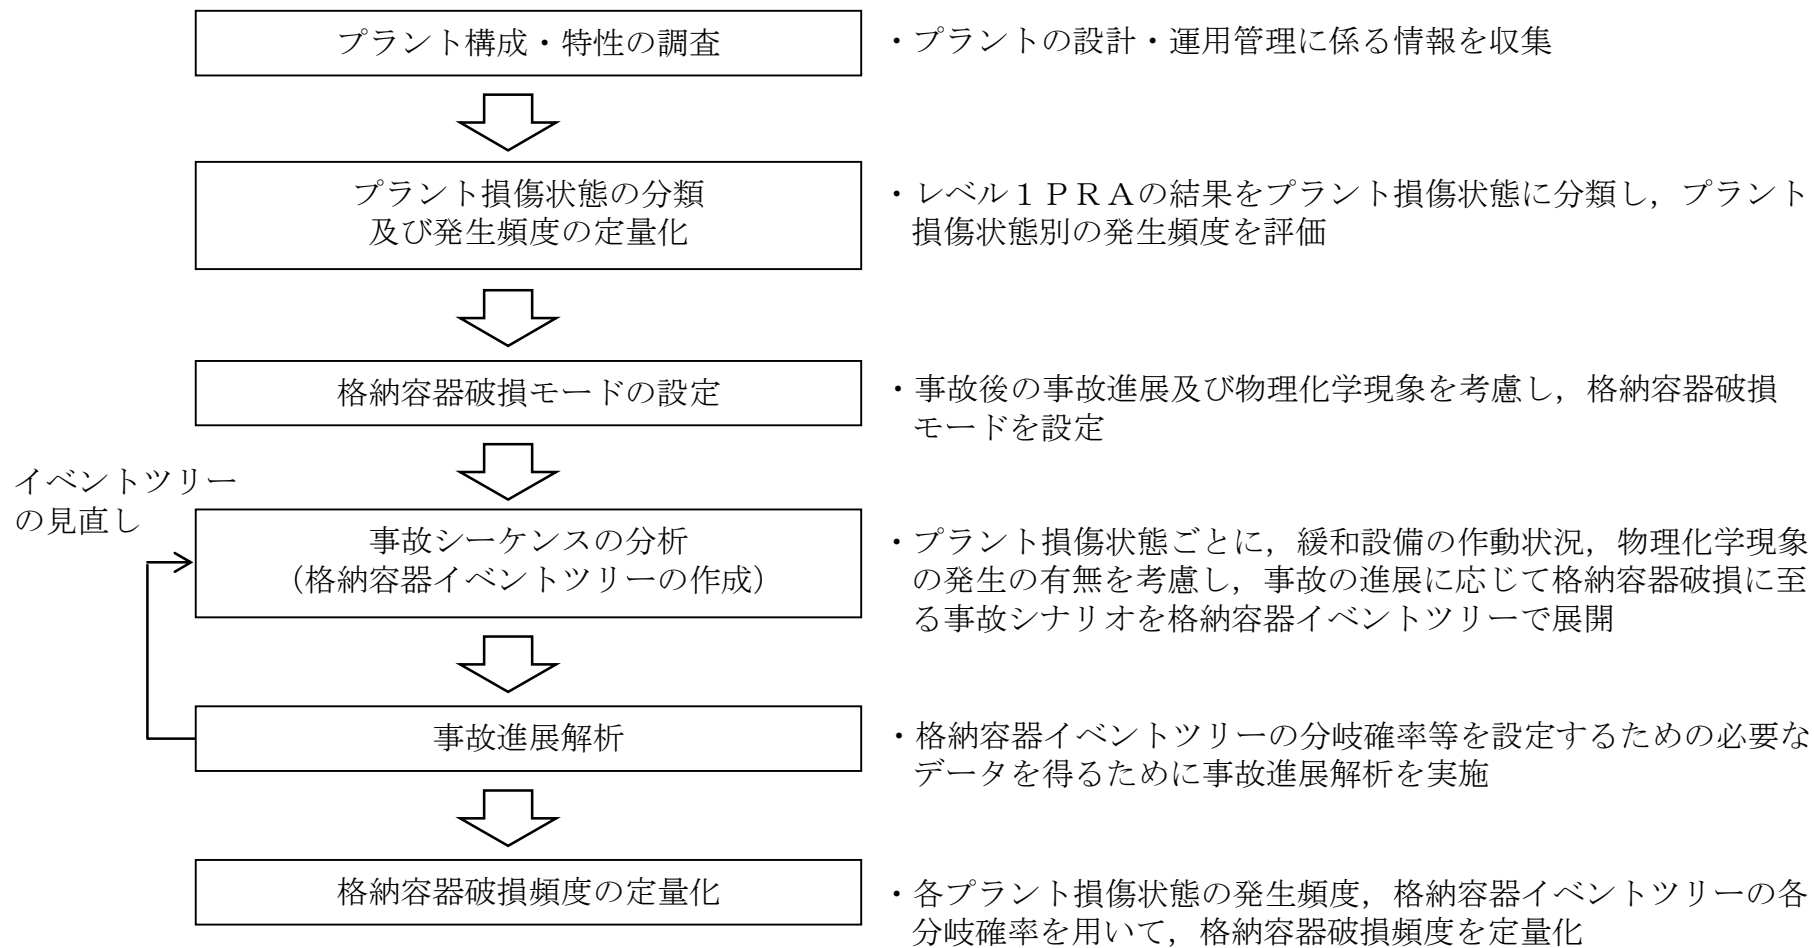 プラント構成・特性の調査
・プラントの設計・運用管理に係る情報を収集
プラント損傷状態の分類
及び発生頻度の定量化
・レベル１ＰＲＡの結果をプラント損傷状態に分類し，プラント
損傷状態別の発生頻度を評価
格納容器破損モードの設定
・事故後の事故進展及び物理化学現象を考慮し，格納容器破損
モードを設定
イベントツリー
の見直し
事故シーケンスの分析
（格納容器イベントツリーの作成）
・プラント損傷状態ごとに，緩和設備の作動状況，物理化学現象
の発生の有無を考慮し，事故の進展に応じて格納容器破損に至
る事故シナリオを格納容器イベントツリーで展開
事故進展解析
・格納容器イベントツリーの分岐確率等を設定するための必要な
データを得るために事故進展解析を実施
格納容器破損頻度の定量化
・各プラント損傷状態の発生頻度，格納容器イベントツリーの各
分岐確率を用いて，格納容器破損頻度を定量化